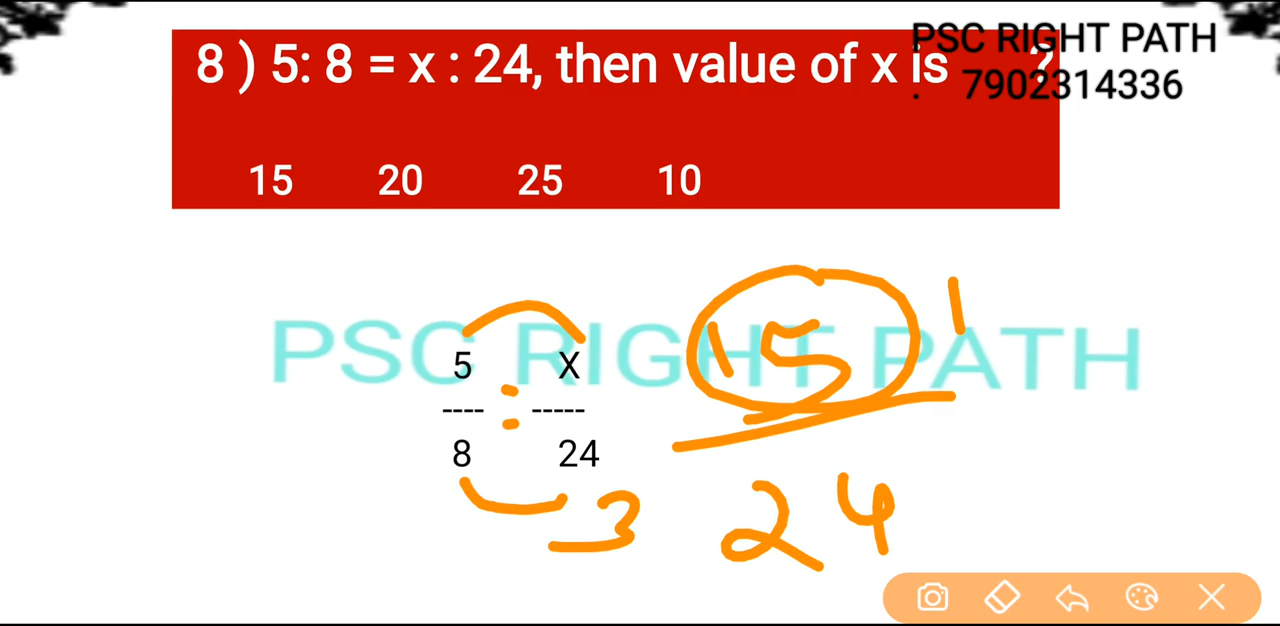 PSC RIGHT PATH
8 ) 5: 8 = x : 24, then value of x is ?
. 7902314336
15 20 25 10
PSC RIGHT PATH
5 X 15
---- : -----
8 24
3 24